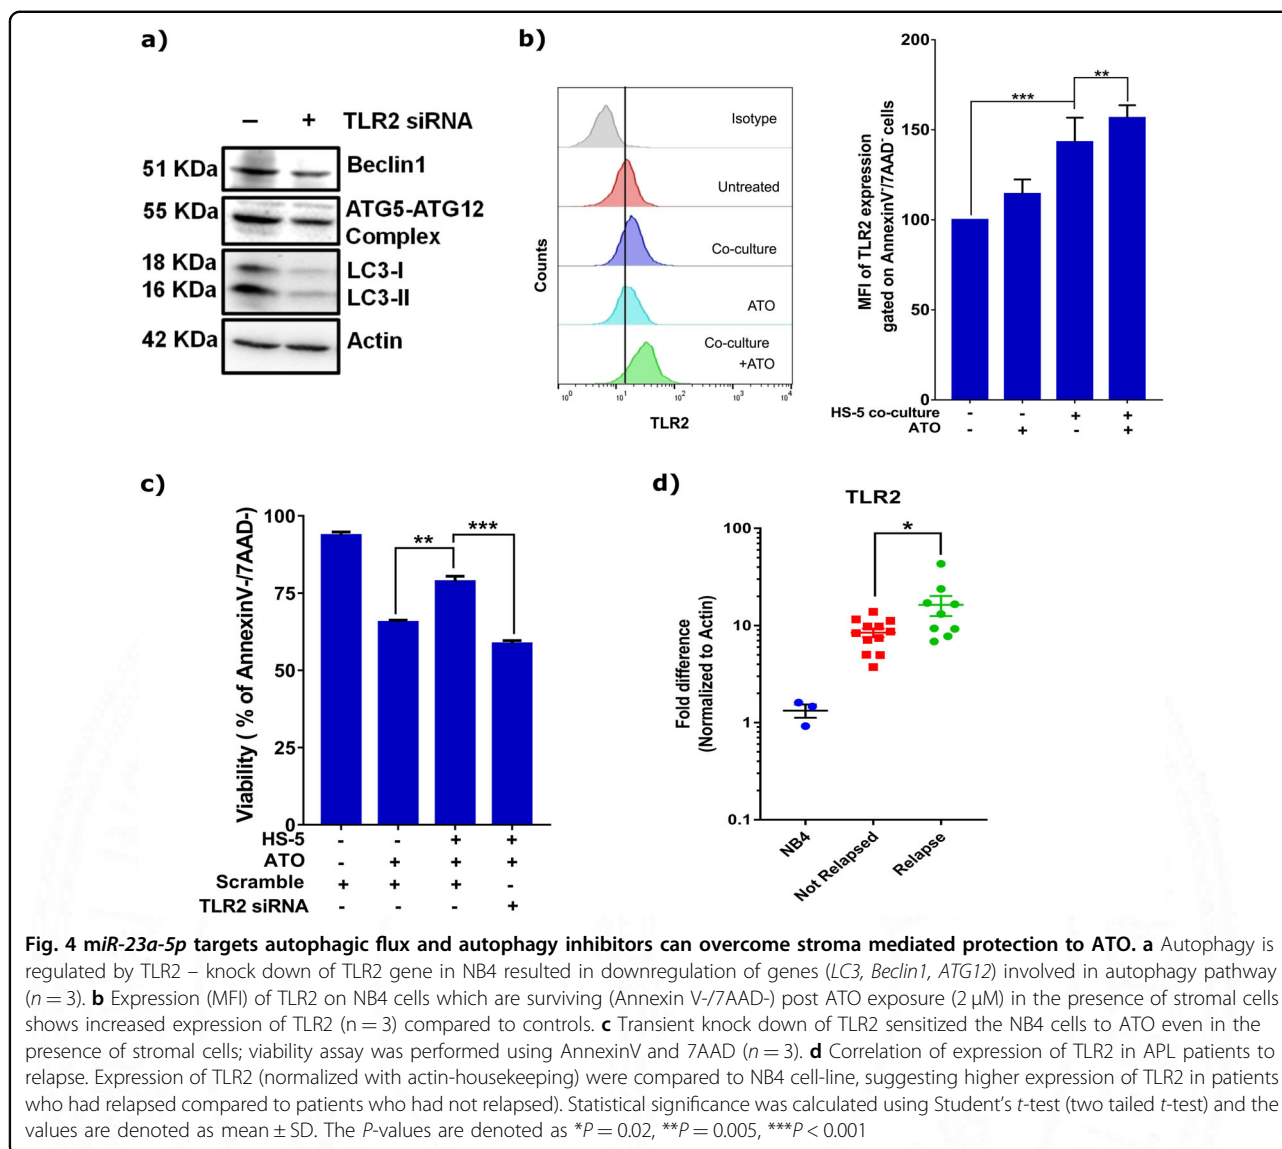 a)
− + TLR2 siRNA
51 KDa Beclin1
55 KDa ATG5-ATG12
Complex
18 KDa LC3-I
16 KDa LC3-II
42 KDa Actin
b)
Counts
Isotype
Untreated
Co-culture
ATO
Co-culture
+ATO
10^0 10^1 10^2 10^3 10^4
TLR2
MFI of TLR2 expression
gated on AnnexinV^-/7AAD^- cells
200
150
100
50
0
*** **
HS-5 co-culture - - + +
ATO - + - +
c)
Viability ( % of AnnexinV-/7AAD-)
100
75
50
25
0
** ***
HS-5 - - + +
ATO - + + +
Scramble + + + -
TLR2 siRNA - - - +
d)
TLR2
Fold difference
(Normalized to Actin)
100
10
1
0.1
*
NB4
Not Relapsed
Relapse
Fig. 4 miR-23a-5p targets autophagic flux and autophagy inhibitors can overcome stroma mediated protection to ATO. a Autophagy is
regulated by TLR2 – knock down of TLR2 gene in NB4 resulted in downregulation of genes (LC3, Beclin1, ATG12) involved in autophagy pathway
(n = 3). b Expression (MFI) of TLR2 on NB4 cells which are surviving (Annexin V-/7AAD-) post ATO exposure (2 μM) in the presence of stromal cells
shows increased expression of TLR2 (n = 3) compared to controls. c Transient knock down of TLR2 sensitized the NB4 cells to ATO even in the
presence of stromal cells; viability assay was performed using AnnexinV and 7AAD (n = 3). d Correlation of expression of TLR2 in APL patients to
relapse. Expression of TLR2 (normalized with actin-housekeeping) were compared to NB4 cell-line, suggesting higher expression of TLR2 in patients
who had relapsed compared to patients who had not relapsed). Statistical significance was calculated using Student's t-test (two tailed t-test) and the
values are denoted as mean ± SD. The P-values are denoted as *P = 0.02, **P = 0.005, ***P < 0.001